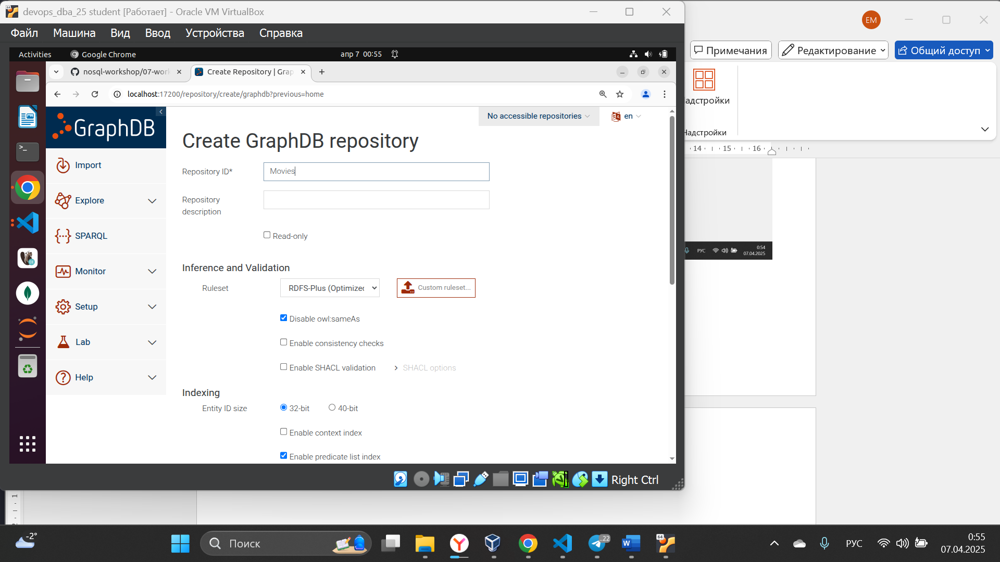 devops_dba_25 student [Работает] - Oracle VM VirtualBox
Файл Машина Вид Ввод Устройства Справка
Activities Google Chrome апр 7 00:55
nosql-workshop/07-work Create Repository | Grap
localhost:17200/repository/create/graphdb?previous=home
GraphDB
No accessible repositories en
Create GraphDB repository
Import
Repository ID* Movies
Explore
Repository
description
SPARQL
Read-only
Monitor
Inference and Validation
Ruleset RDFS-Plus (Optimized Custom ruleset...
Setup
Disable owl:sameAs
Lab
Enable consistency checks
Enable SHACL validation SHACL options
Help
Indexing
Entity ID size 32-bit 40-bit
Enable context index
Enable predicate list index
Right Ctrl
EM
Примечания Редактирование Общий доступ
адстройки
Надстройки
14 15 16
РУС 0:54
07.04.2025
1
-2°
Поиск
..22
64
РУС
0:55
07.04.2025